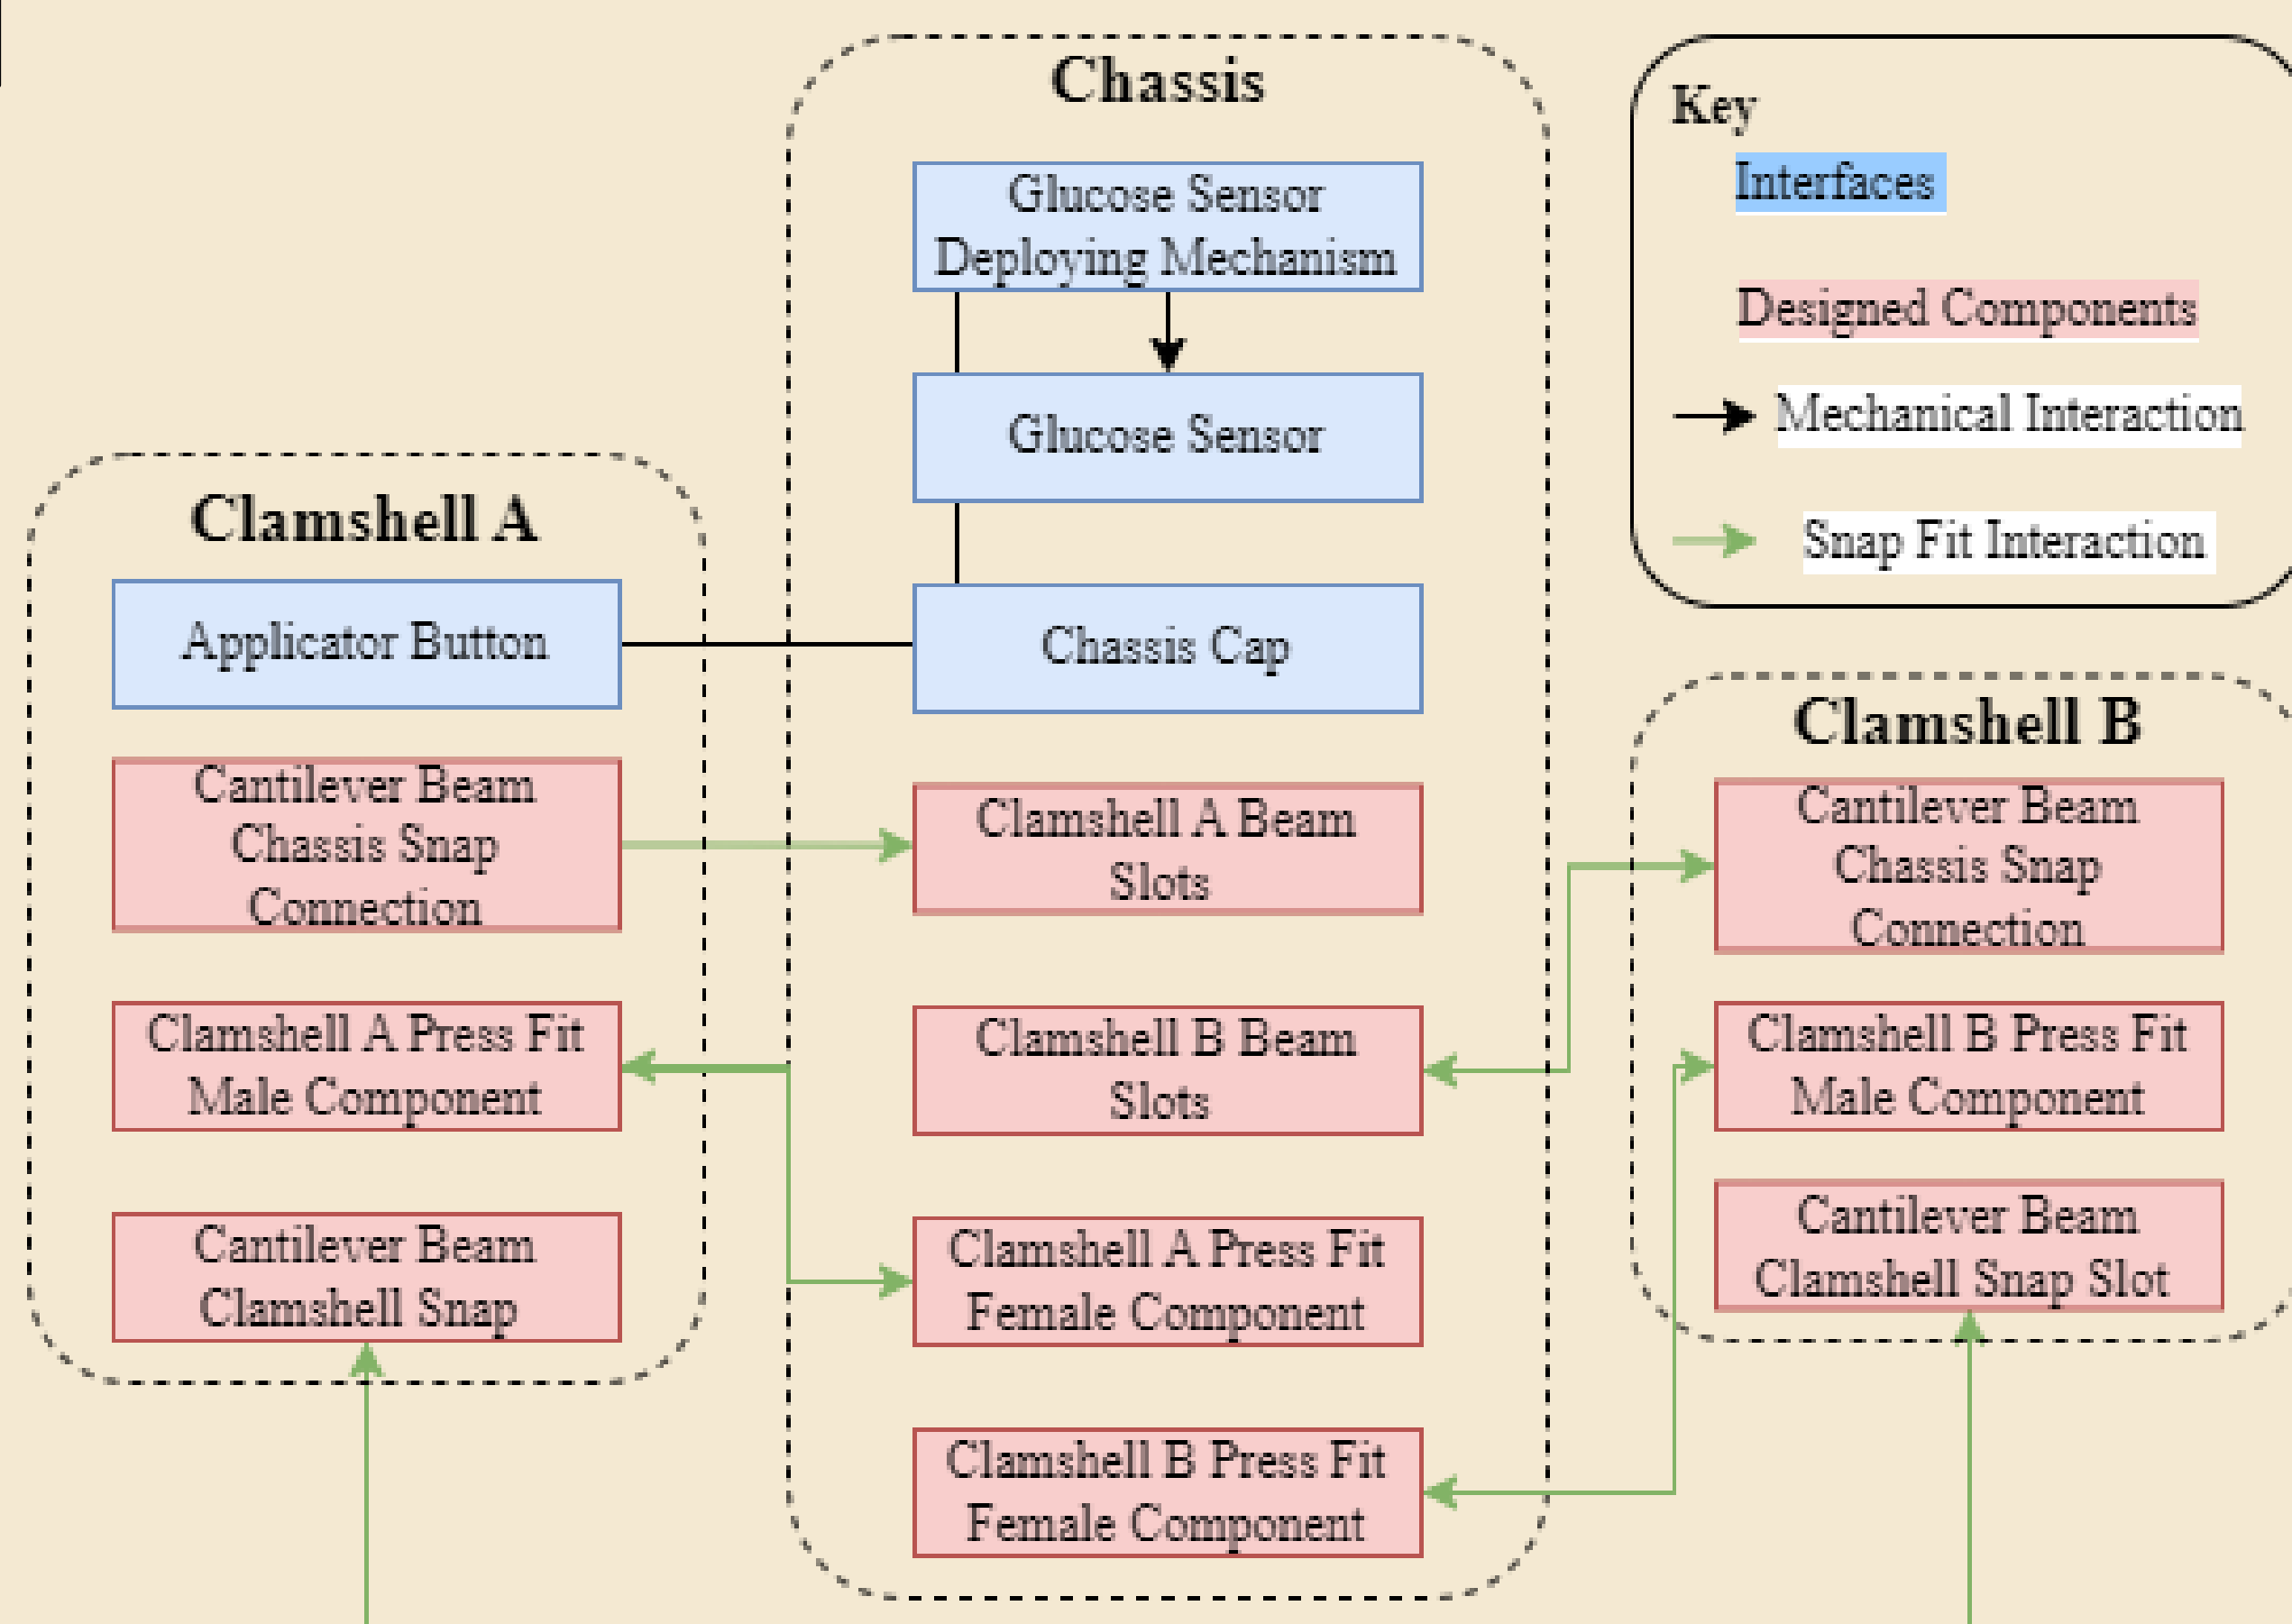 Chassis
Glucose Sensor
Deploying Mechanism
Glucose Sensor
Chassis Cap
Clamshell A Beam
Slots
Clamshell B Beam
Slots
Clamshell A Press Fit
Female Component
Clamshell B Press Fit
Female Component
Clamshell A
Applicator Button
Cantilever Beam
Chassis Snap
Connection
Clamshell A Press Fit
Male Component
Cantilever Beam
Clamshell Snap
Key
Interfaces
Designed Components
Mechanical Interaction
Snap Fit Interaction
Clamshell B
Cantilever Beam
Chassis Snap
Connection
Clamshell B Press Fit
Male Component
Cantilever Beam
Clamshell Snap Slot